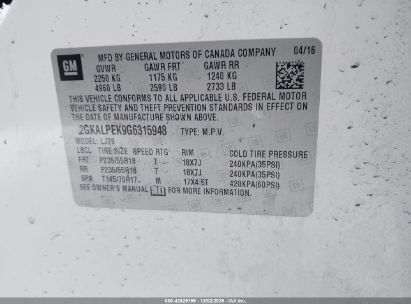 GM
MFD BY GENERAL MOTORS OF CANADA COMPANY 04/16
GVWR GAWR FRT GAWR RR
2250 KG 1175 KG 1240 KG
4960 LB 2590 LB 2733 LB
THIS VEHICLE CONFORMS TO ALL APPLICABLE U.S. FEDERAL MOTOR
VEHICLE SAFETY AND THEFT PREVENTION STANDARDS IN EFFECT ON
THE DATE OF MANUFACTURE SHOWN ABOVE.
2GKALPEK9G6315948 TYPE: M.P.V.
MODEL: LJ26
LBCL TIRE SIZE SPEED RTG RIM COLD TIRE PRESSURE
FRT P235/55R18 T 18X7J 240KPA(35PSI)
RR P235/55R18 T 18X7J 240KPA(35PSI)
SPA T145/70R17 M 17X4.5T 420KPA(60PSI)
SEE OWNER'S MANUAL FOR MORE INFORMATION.